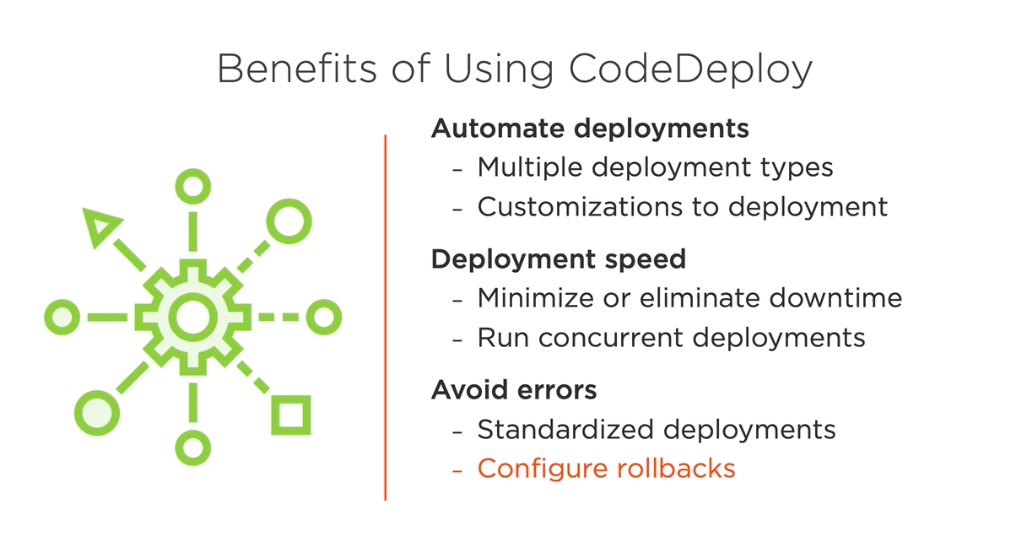 Benefits of Using CodeDeploy
Automate deployments
- Multiple deployment types
- Customizations to deployment
Deployment speed
- Minimize or eliminate downtime
- Run concurrent deployments
Avoid errors
- Standardized deployments
- Configure rollbacks